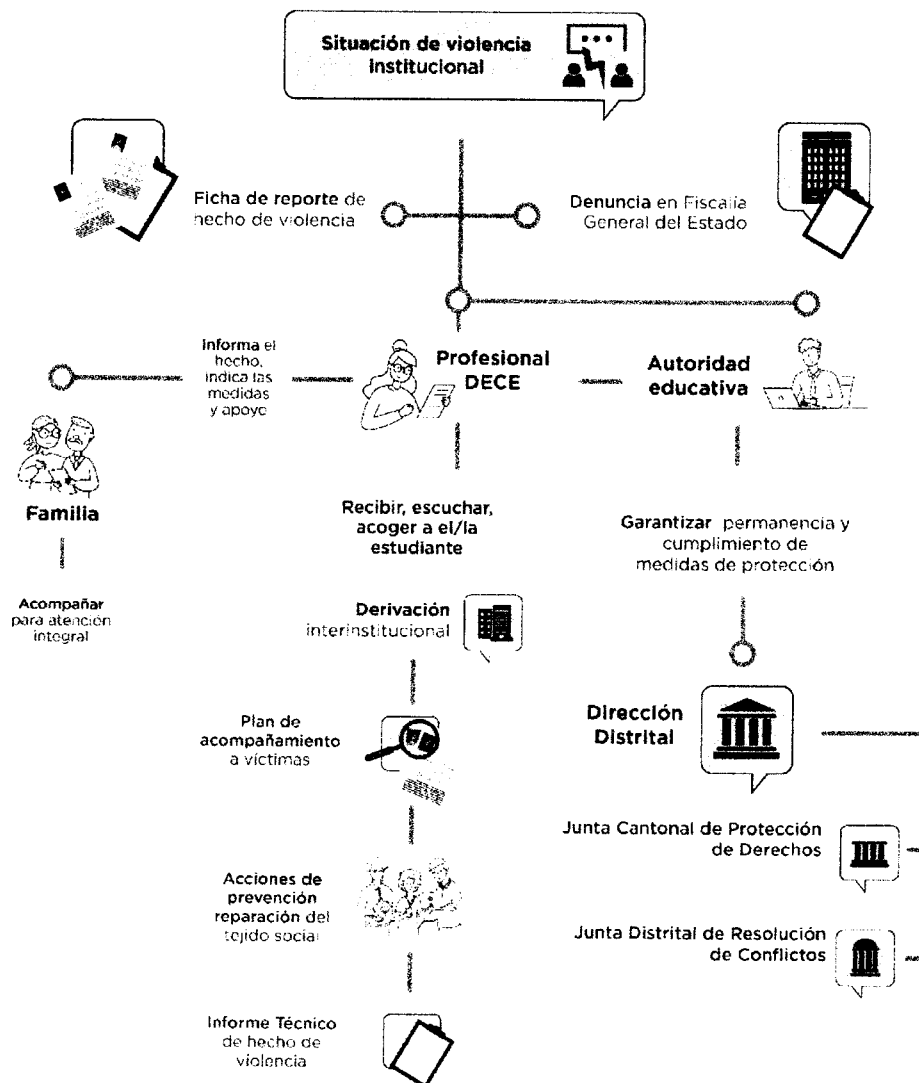 Situación de violencia
institucional
Ficha de reporte de
hecho de violencia
Denuncia en Fiscalía
General del Estado
Informa el
hecho,
indica las
medidas
y apoyo
Profesional
DECE
Autoridad
educativa
Familia
Recibir, escuchar,
acoger a el/la
estudiante
Garantizar permanencia y
cumplimiento de
medidas de protección
Acompañar
para atención
integral
Derivación
interinstitucional
Plan de
acompañamiento
a víctimas
Dirección
Distrital
Junta Cantonal de Protección
de Derechos
Acciones de
prevención
reparación del
tejido social
Junta Distrital de Resolución
de Conflictos
Informe Técnico
de hecho de
violencia